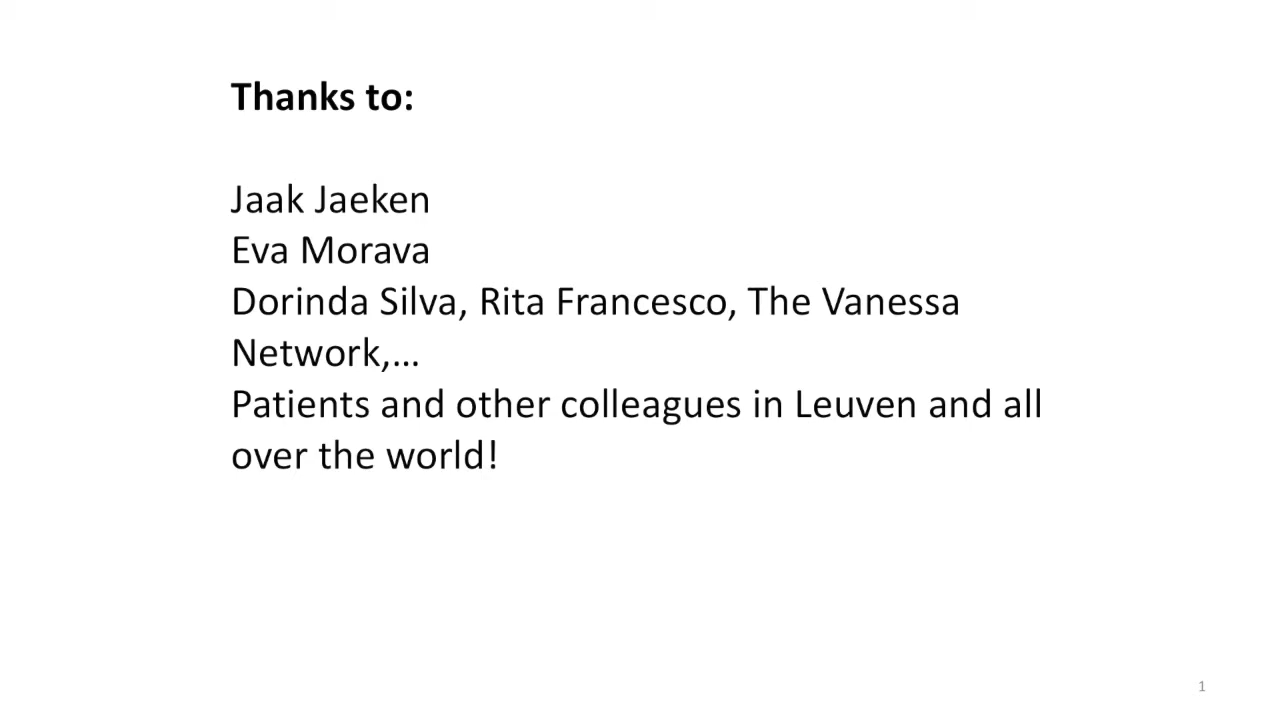 Thanks to:
Jaak Jaeken
Eva Morava
Dorinda Silva, Rita Francesco, The Vanessa
Network,...
Patients and other colleagues in Leuven and all
over the world!
1